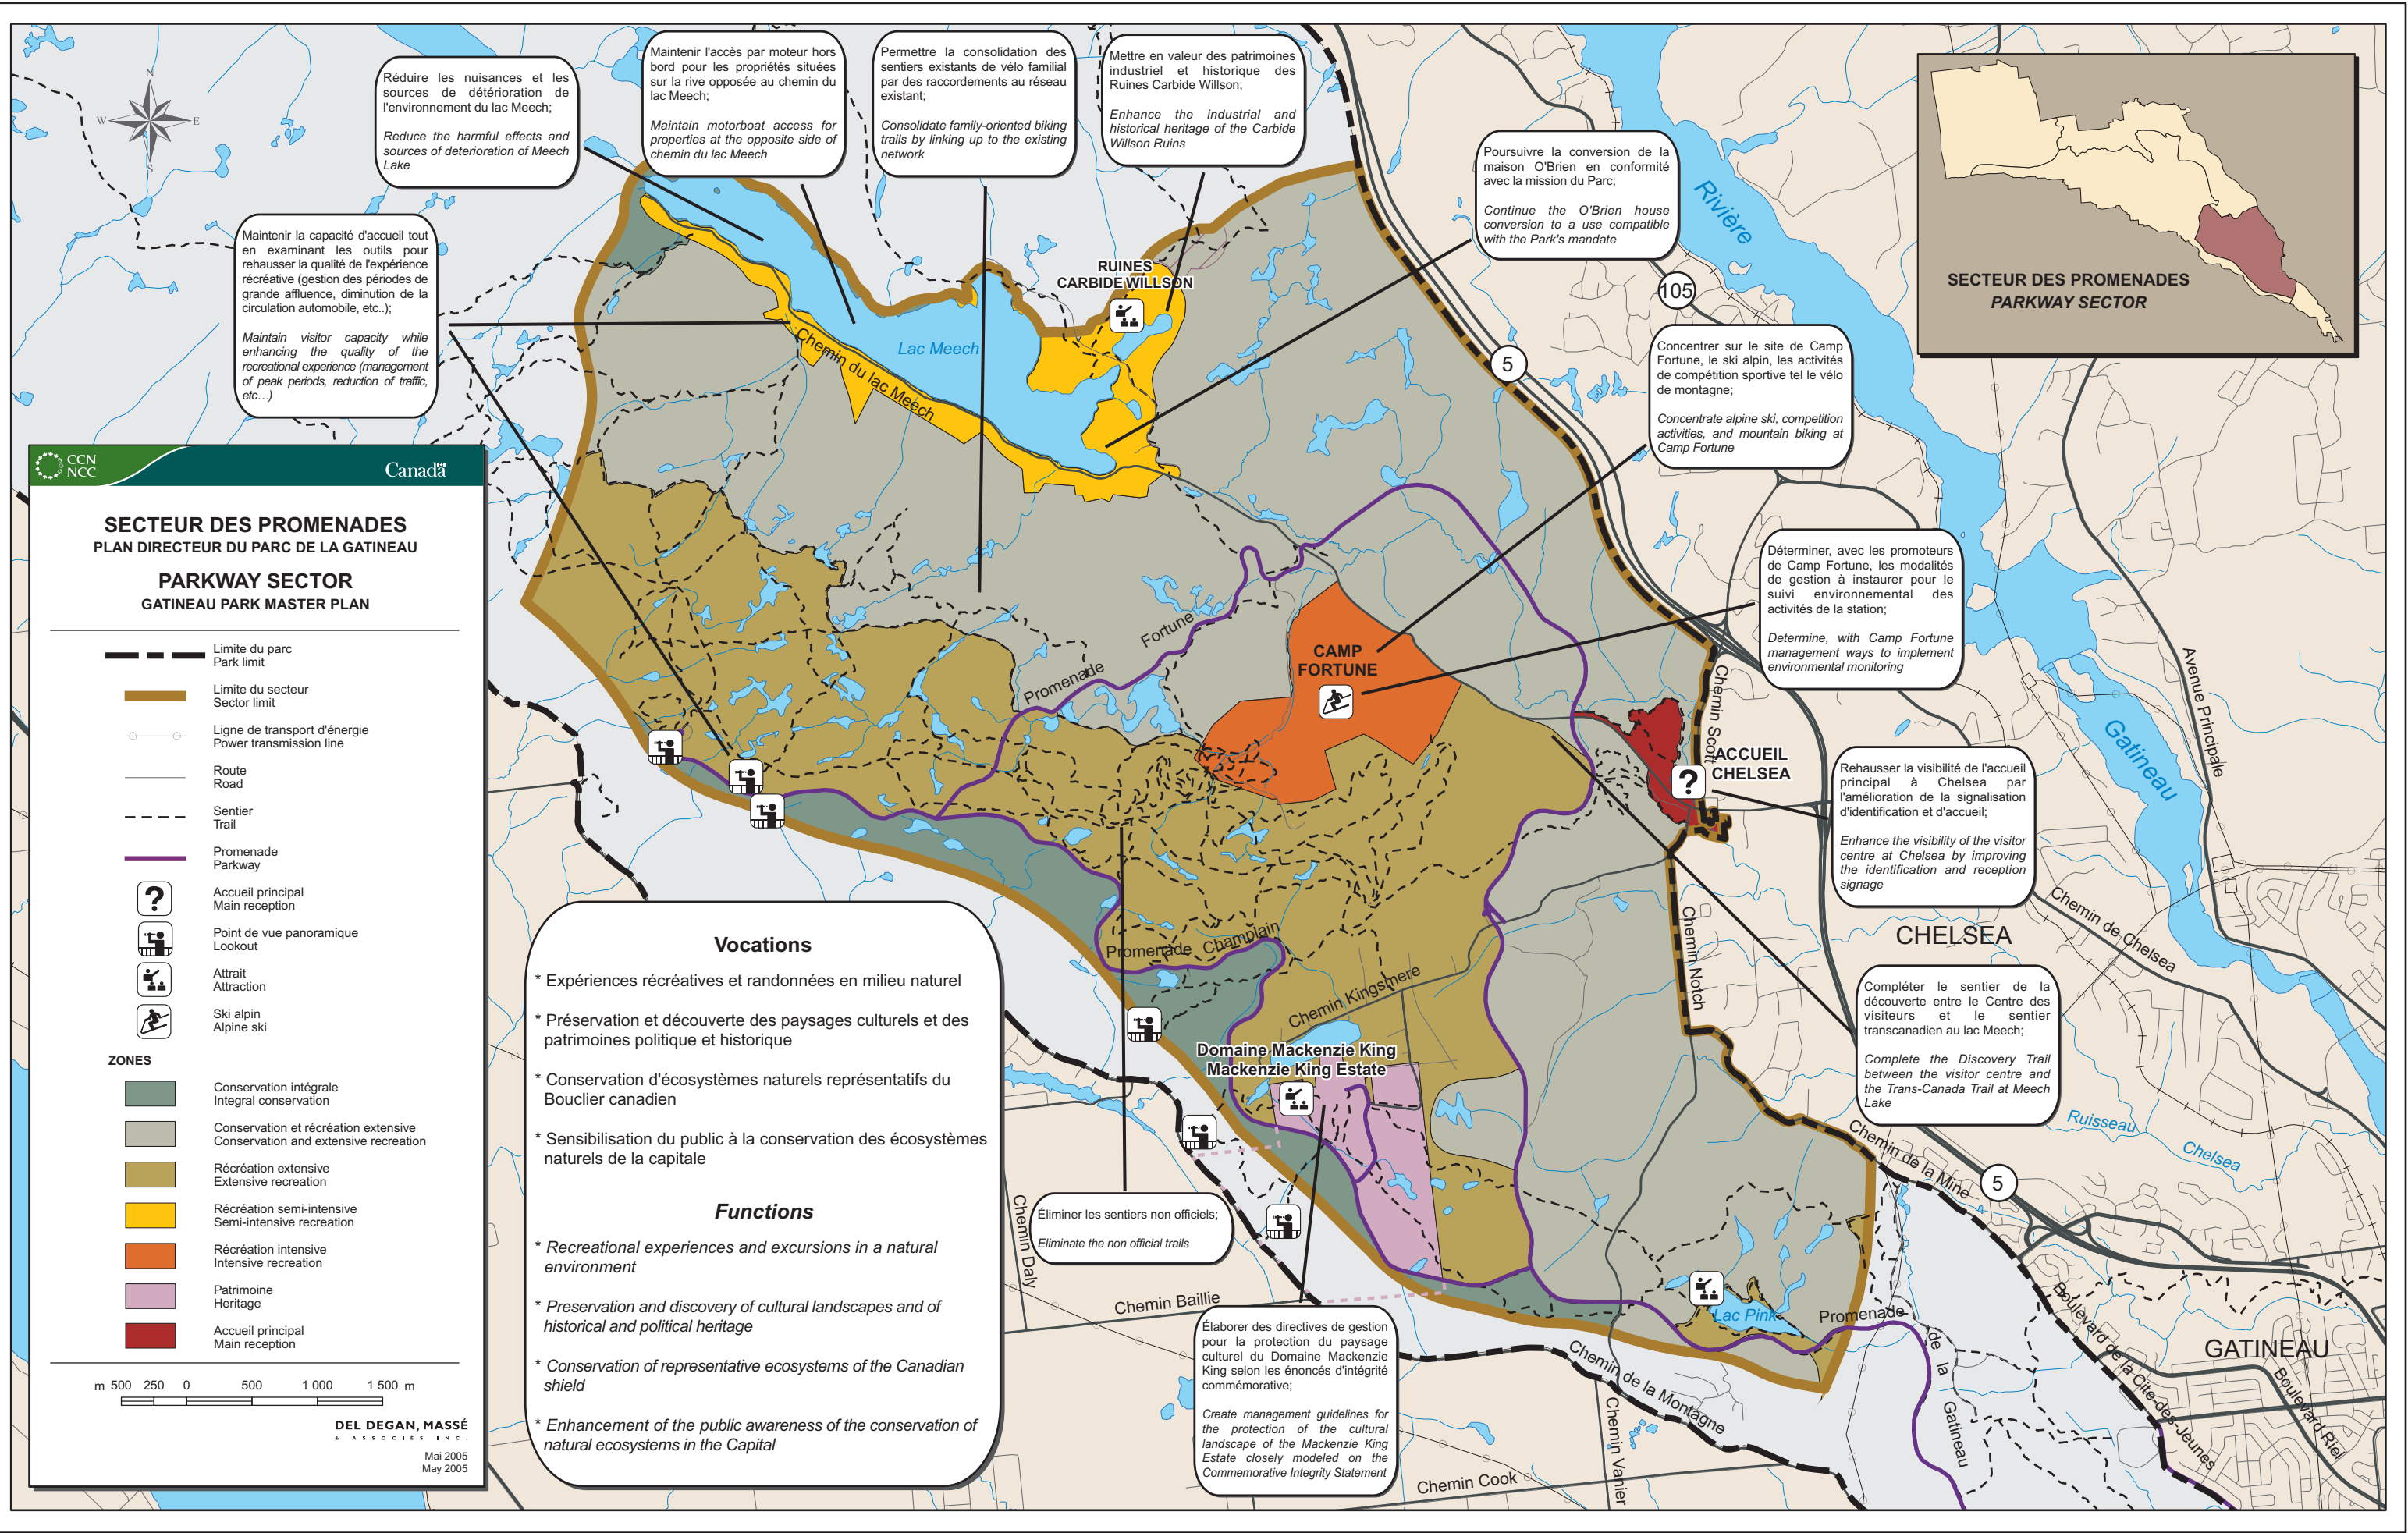 N
W
E
S
Réduire les nuisances et les
sources de détérioration de
l'environnement du lac Meech;
Reduce the harmful effects and
sources of deterioration of Meech
Lake
Maintenir l'accès par moteur hors
bord pour les propriétés situées
sur la rive opposée au chemin du
lac Meech;
Maintain motorboat access for
properties at the opposite side of
chemin du lac Meech
Permettre la consolidation des
sentiers existants de vélo familial
par des raccordements au réseau
existant;
Consolidate family-oriented biking
trails by linking up to the existing
network
Mettre en valeur des patrimoines
industriel et historique des
Ruines Carbide Willson;
Enhance the industrial and
historical heritage of the Carbide
Willson Ruins
Poursuivre la conversion de la
maison O'Brien en conformité
avec la mission du Parc;
Continue the O'Brien house
conversion to a use compatible
with the Park's mandate
SECTEUR DES PROMENADES
PARKWAY SECTOR
Maintenir la capacité d'accueil tout
en examinant les outils pour
rehausser la qualité de l'expérience
récréative (gestion des périodes de
grande affluence, diminution de la
circulation automobile, etc..);
Maintain visitor capacity while
enhancing the quality of the
recreational experience (management
of peak periods, reduction of traffic,
etc…)
Concentrer sur le site de Camp
Fortune, le ski alpin, les activités
de compétition sportive tel le vélo
de montagne;
Concentrate alpine ski, competition
activities, and mountain biking at
Camp Fortune
Déterminer, avec les promoteurs
de Camp Fortune, les modalités
de gestion à instaurer pour le
suivi environnemental des
activités de la station;
Determine, with Camp Fortune
management ways to implement
environmental monitoring
Rehausser la visibilité de l'accueil
principal à Chelsea par
l'amélioration de la signalisation
d'identification et d'accueil;
Enhance the visibility of the visitor
centre at Chelsea by improving
the identification and reception
signage
Compléter le sentier de la
découverte entre le Centre des
visiteurs et le sentier
transcanadien au lac Meech;
Complete the Discovery Trail
between the visitor centre and
the Trans-Canada Trail at Meech
Lake
Éliminer les sentiers non officiels;
Eliminate the non official trails
Élaborer des directives de gestion
pour la protection du paysage
culturel du Domaine Mackenzie
King selon les énoncés d'intégrité
commémorative;
Create management guidelines for
the protection of the cultural
landscape of the Mackenzie King
Estate closely modeled on the
Commemorative Integrity Statement
RUINES
CARBIDE WILLSON
Lac Meech
Chemin du lac Meech
Rivière
Gatineau
105
5
5
Promenade Fortune
CAMP
FORTUNE
Chemin Scott
ACCUEIL
CHELSEA
?
Avenue Principale
CHELSEA
Chemin de Chelsea
Chemin Notch
Promenade Champlain
Chemin Kingsmere
Domaine Mackenzie King
Mackenzie King Estate
Ruisseau Chelsea
Chemin de la Mine
Lac Pink
Promenade de la Gatineau
GATINEAU
Boulevard de la Cite-des-Jeunes
Boulevard Riel
Chemin de la Montagne
Chemin Vanier
Chemin Cook
Chemin Baillie
Chemin Daly
CCN
NCC
Canada
SECTEUR DES PROMENADES
PLAN DIRECTEUR DU PARC DE LA GATINEAU
PARKWAY SECTOR
GATINEAU PARK MASTER PLAN
Limite du parc
Park limit
Limite du secteur
Sector limit
Ligne de transport d'énergie
Power transmission line
Route
Road
Sentier
Trail
Promenade
Parkway
?
Accueil principal
Main reception
Point de vue panoramique
Lookout
Attrait
Attraction
Ski alpin
Alpine ski
ZONES
Conservation intégrale
Integral conservation
Conservation et récréation extensive
Conservation and extensive recreation
Récréation extensive
Extensive recreation
Récréation semi-intensive
Semi-intensive recreation
Récréation intensive
Intensive recreation
Patrimoine
Heritage
Accueil principal
Main reception
m 500 250 0 500 1 000 1 500 m
DEL DEGAN, MASSÉ
& ASSOCIÉS INC.
Mai 2005
May 2005
Vocations
* Expériences récréatives et randonnées en milieu naturel
* Préservation et découverte des paysages culturels et des
patrimoines politique et historique
* Conservation d'écosystèmes naturels représentatifs du
Bouclier canadien
* Sensibilisation du public à la conservation des écosystèmes
naturels de la capitale
Functions
* Recreational experiences and excursions in a natural
environment
* Preservation and discovery of cultural landscapes and of
historical and political heritage
* Conservation of representative ecosystems of the Canadian
shield
* Enhancement of the public awareness of the conservation of
natural ecosystems in the Capital